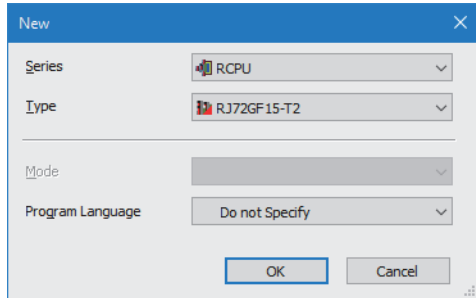 New
Series RCPU
Type RJ72GF15-T2
Mode
Program Language Do not Specify
OK Cancel